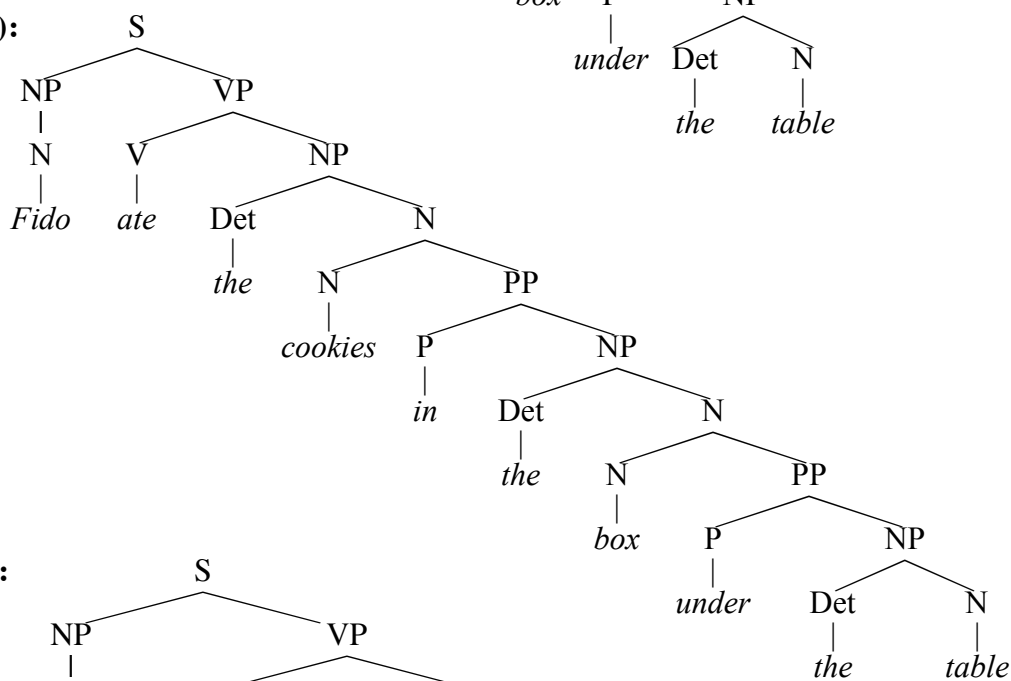 box NP
): S
under Det N
NP VP
the table
N V NP
Fido ate Det N
the N PP
cookies P NP
in Det N
the N PP
box P NP
: S
under Det N
NP VP
the table